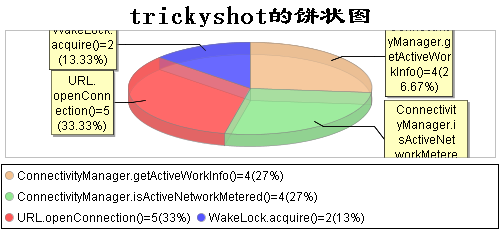 trickyshot的饼状图
WakeLock.
acquire()=2
(13.33%)
URL.
openConn
ection()=5
(33.33%)
yManager.g
etActiveWor
kInfo()=4(2
6.67%)
Connectivit
yManager.i
sActiveNet
workMetere
ConnectivityManager.getActiveWorkInfo()=4(27%)
ConnectivityManager.isActiveNetworkMetered()=4(27%)
URL.openConnection()=5(33%) WakeLock.acquire()=2(13%)